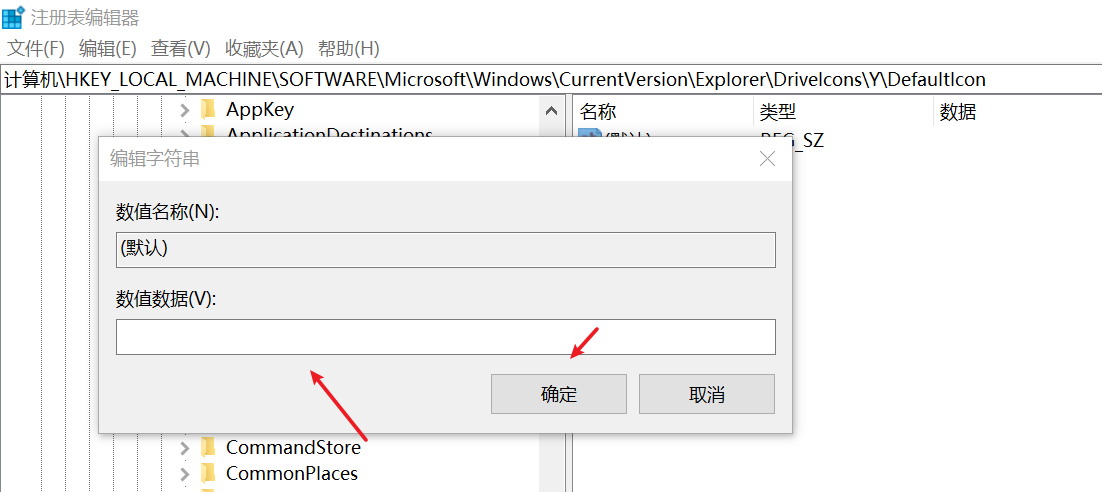 注册表编辑器
文件(F) 编辑(E) 查看(V) 收藏夹(A) 帮助(H)
计算机\HKEY_LOCAL_MACHINE\SOFTWARE\Microsoft\Windows\CurrentVersion\Explorer\DriveIcons\Y\DefaultIcon
AppKey
ApplicationDestinations
名称 类型 数据
(默认) REG_SZ
编辑字符串
数值名称(N):
(默认)
数值数据(V):
确定 取消
CommandStore
CommonPlaces